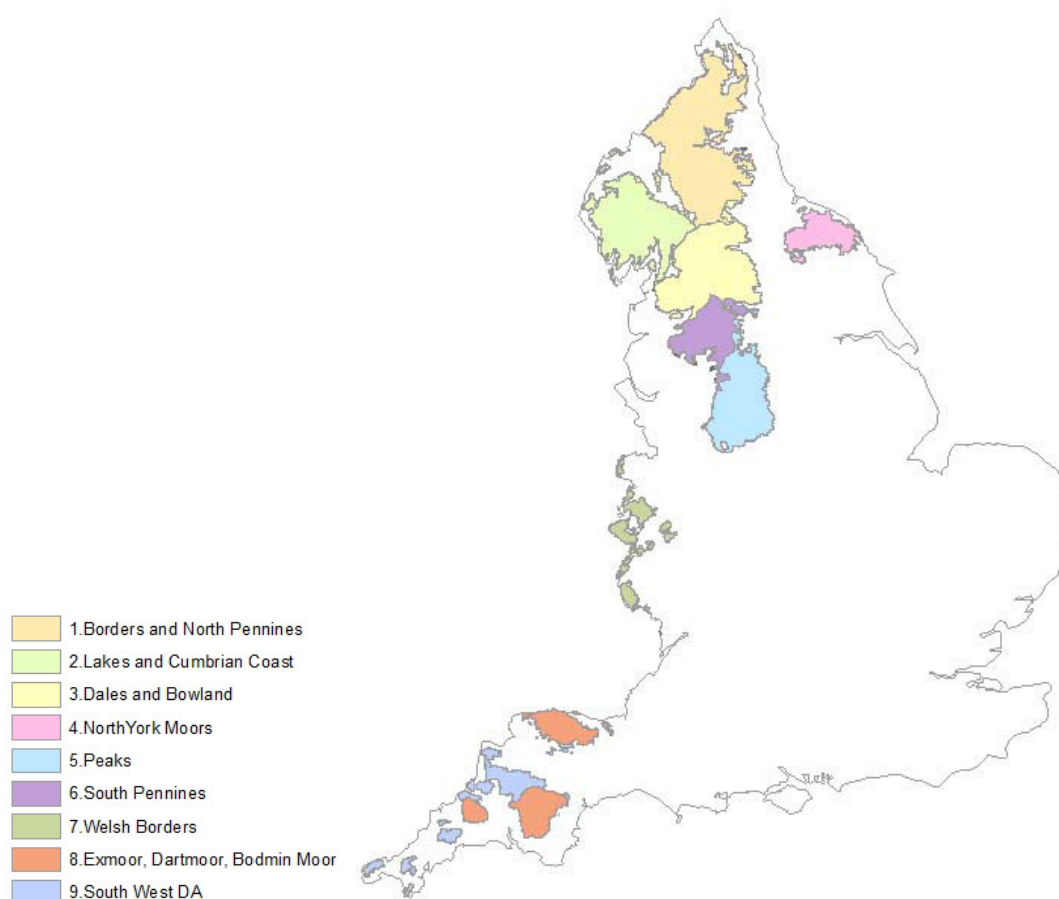 1.Borders and North Pennines
2.Lakes and Cumbrian Coast
3.Dales and Bowland
4.NorthYork Moors
5.Peaks
6.South Pennines
7.Welsh Borders
8.Exmoor, Dartmoor, Bodmin Moor
9.South West DA